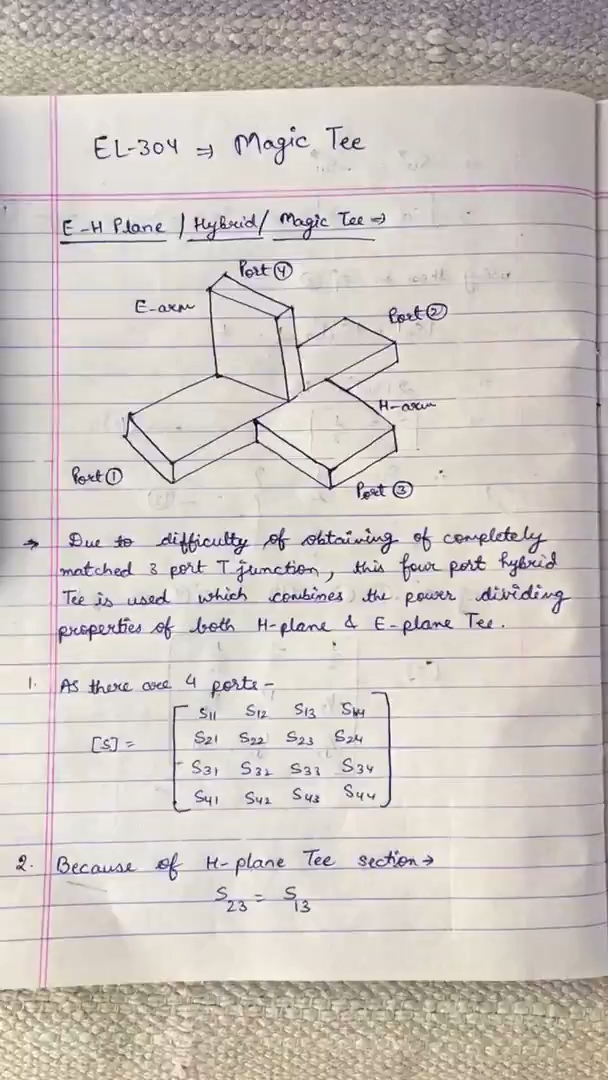 EL-304 ⇒ Magic Tee
E-H Plane / Hybrid / Magic Tee ⇒
Port ④
E-arm
Port ②
H-arm
Port ①
Port ③
→ Due to difficulty of obtaining of completely
matched 3 port T junction, this four port hybrid
Tee is used which combines the power dividing
properties of both H-plane & E-plane Tee.
1. As there are 4 ports -
S11 S12 S13 S14
[S] = S21 S22 S23 S24
S31 S32 S33 S34
S41 S42 S43 S44
2. Because of H-plane Tee section →
S23 = S13